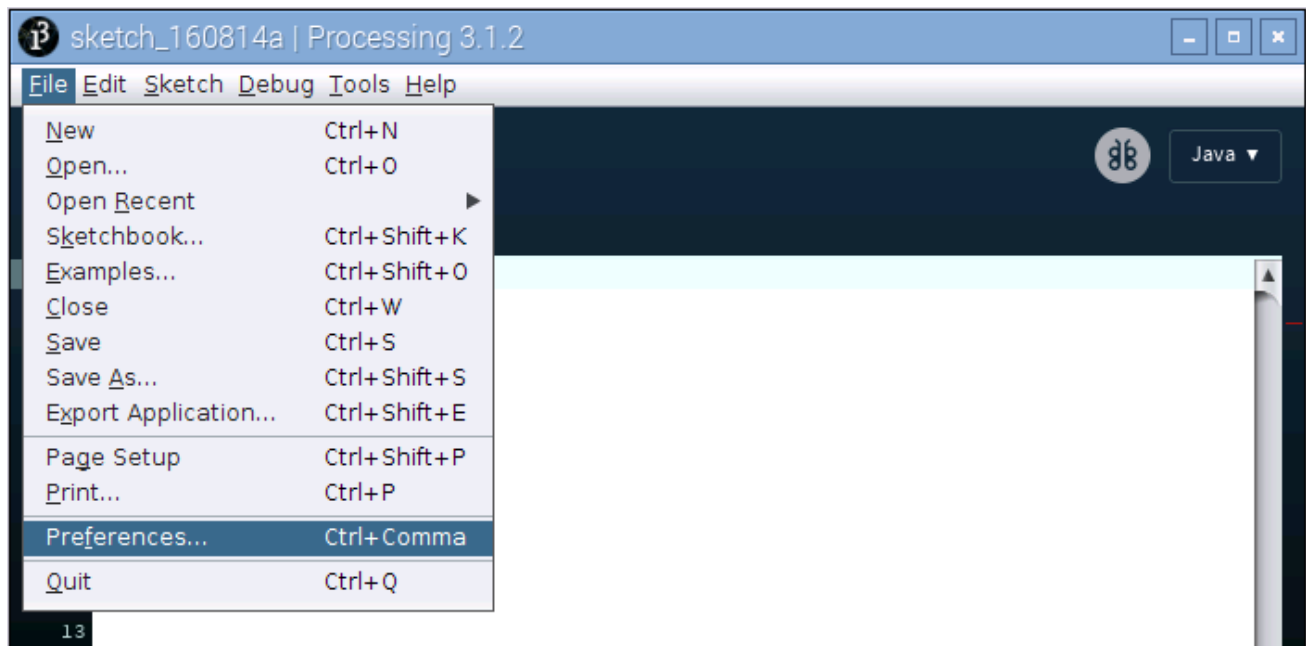 sketch_160814a | Processing 3.1.2
File Edit Sketch Debug Tools Help
New Ctrl+N
Open... Ctrl+O
Open Recent
Sketchbook... Ctrl+Shift+K
Examples... Ctrl+Shift+O
Close Ctrl+W
Save Ctrl+S
Save As... Ctrl+Shift+S
Export Application... Ctrl+Shift+E
Page Setup Ctrl+Shift+P
Print... Ctrl+P
Preferences... Ctrl+Comma
Quit Ctrl+Q
Java ▾
13